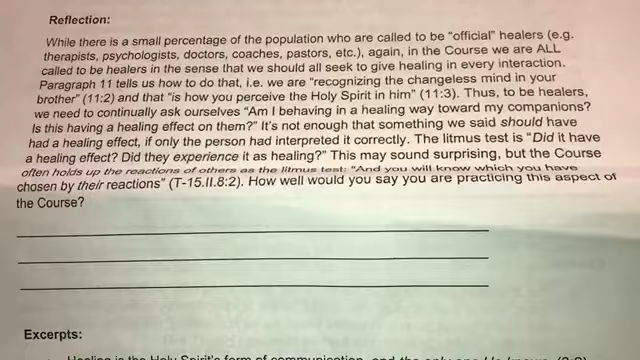 Reflection:
While there is a small percentage of the population who are called to be "official" healers (e.g.
therapists, psychologists, doctors, coaches, pastors, etc.), again, in the Course we are ALL
called to be healers in the sense that we should all seek to give healing in every interaction.
Paragraph 11 tells us how to do that, i.e. we are "recognizing the changeless mind in your
brother" (11:2) and that "is how you perceive the Holy Spirit in him" (11:3). Thus, to be healers,
we need to continually ask ourselves "Am I behaving in a healing way toward my companions?
Is this having a healing effect on them?" It's not enough that something we said should have
had a healing effect, if only the person had interpreted it correctly. The litmus test is "Did it have
a healing effect? Did they experience it as healing?" This may sound surprising, but the Course
often holds up the reactions of others as the litmus test: "And you will know which you have
chosen by their reactions" (T-15.II.8:2). How well would you say you are practicing this aspect of
the Course?
Excerpts:
Healing is the Holy Spirit's form of communication, and the only one He knows.